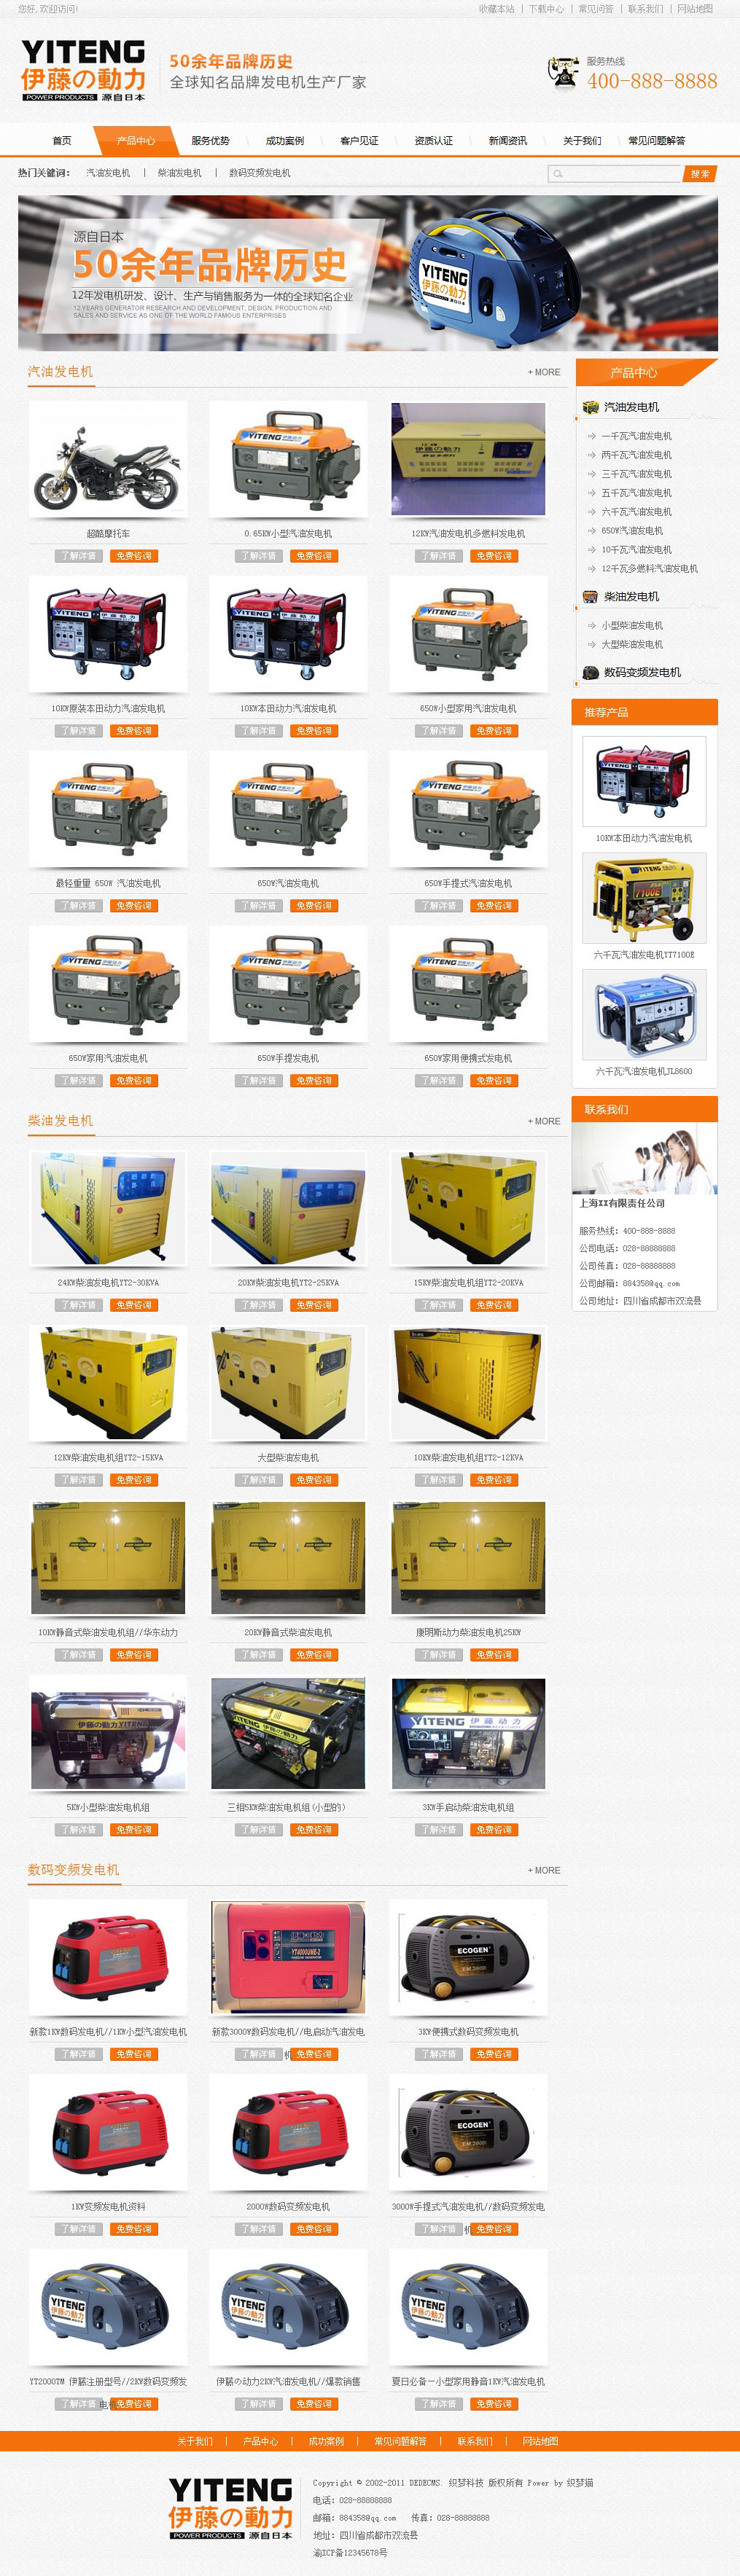 您好,欢迎访问!
收藏本站 | 下载中心 | 常见问答 | 联系我们 | 网站地图
YITENG
伊藤の動力
POWER PRODUCTS 源自日本
50余年品牌历史
全球知名品牌发电机生产厂家
服务热线
400-888-8888
首页 产品中心 服务优势 成功案例 客户见证 资质认证 新闻资讯 关于我们 常见问题解答
热门关键词: 汽油发电机 | 柴油发电机 | 数码变频发电机
搜索
源自日本
50余年品牌历史
12年发电机研发、设计、生产与销售服务为一体的全球知名企业
12 YEARS GENERATOR RESEARCH AND DEVELOPMENT, DESIGN, PRODUCTION AND
SALES AND SERVICE AS ONE OF THE WORLD FAMOUS ENTERPRISES
YITENG
伊藤の動力
汽油发电机
+ MORE
超酷摩托车 0.65KW小型汽油发电机 12KW汽油发电机多燃料发电机
了解详情 免费咨询 了解详情 免费咨询 了解详情 免费咨询
10KW原装本田动力汽油发电机 10KW本田动力汽油发电机 650W小型家用汽油发电机
了解详情 免费咨询 了解详情 免费咨询 了解详情 免费咨询
最轻重量 650W 汽油发电机 650W汽油发电机 650W手提式汽油发电机
了解详情 免费咨询 了解详情 免费咨询 了解详情 免费咨询
650W家用汽油发电机 650W手提发电机 650W家用便携式发电机
了解详情 免费咨询 了解详情 免费咨询 了解详情 免费咨询
柴油发电机
+ MORE
24KW柴油发电机YT2-30KVA 20KW柴油发电机YT2-25KVA 15KW柴油发电机组YT2-20KVA
了解详情 免费咨询 了解详情 免费咨询 了解详情 免费咨询
12KW柴油发电机组YT2-15KVA 大型柴油发电机 10KW柴油发电机组YT2-12KVA
了解详情 免费咨询 了解详情 免费咨询 了解详情 免费咨询
10KW静音式柴油发电机组//华东动力 20KW静音式柴油发电机 康明斯动力柴油发电机25KW
了解详情 免费咨询 了解详情 免费咨询 了解详情 免费咨询
5KW小型柴油发电机组 三相5KW柴油发电机组(小型的) 3KW手启动柴油发电机组
了解详情 免费咨询 了解详情 免费咨询 了解详情 免费咨询
数码变频发电机
+ MORE
新款1KW数码发电机//1KW小型汽油发电机 新款3000W数码发电机//电启动汽油发电机 3KW便携式数码变频发电机
了解详情 免费咨询 了解详情 免费咨询 了解详情 免费咨询
1KW变频发电机资料 2000W数码变频发电机 3000W手提式汽油发电机//数码变频发电机
了解详情 免费咨询 了解详情 免费咨询 了解详情 免费咨询
YT2000TM 伊藤注册型号//2KW数码变频发电机 伊藤の动力2KW汽油发电机//爆款销售 夏日必备—小型家用静音1KW汽油发电机
了解详情 免费咨询 了解详情 免费咨询 了解详情 免费咨询
产品中心
汽油发电机
一千瓦汽油发电机
两千瓦汽油发电机
三千瓦汽油发电机
五千瓦汽油发电机
六千瓦汽油发电机
650W汽油发电机
10千瓦汽油发电机
12千瓦多燃料汽油发电机
柴油发电机
小型柴油发电机
大型柴油发电机
数码变频发电机
推荐产品
10KW本田动力汽油发电机
六千瓦汽油发电机YT7100E
六千瓦汽油发电机JL8600
联系我们
上海XX有限责任公司
服务热线: 400-888-8888
公司电话: 028-88888888
公司传真: 028-88888888
公司邮箱: 884358@qq.com
公司地址: 四川省成都市双流县
关于我们 | 产品中心 | 成功案例 | 常见问题解答 | 联系我们 | 网站地图
YITENG
伊藤の動力
POWER PRODUCTS 源自日本
Copyright © 2002-2011 DEDECMS. 织梦科技 版权所有 Power by 织梦猫
电话: 028-88888888
邮箱: 884358@qq.com 传真: 028-88888888
地址: 四川省成都市双流县
渝ICP备12345678号